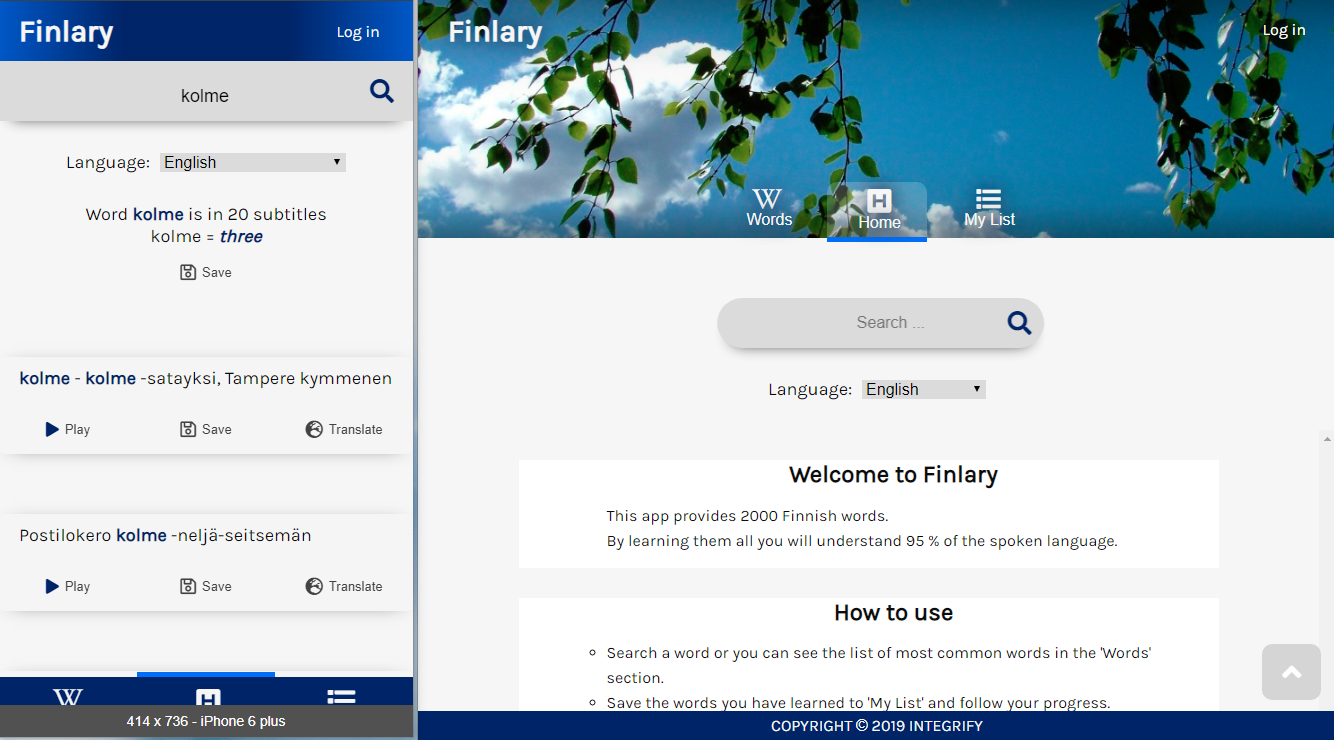 Finlary
Log in
kolme
Language: English
Word kolme is in 20 subtitles
kolme = three
Save
kolme - kolme -satayksi, Tampere kymmenen
Play Save Translate
Postilokero kolme -neljä-seitsemän
Play Save Translate
414 x 736 - iPhone 6 plus
Finlary
Log in
Words Home My List
Search ...
Language: English
Welcome to Finlary
This app provides 2000 Finnish words.
By learning them all you will understand 95 % of the spoken language.
How to use
Search a word or you can see the list of most common words in the 'Words'
section.
Save the words you have learned to 'My List' and follow your progress.
COPYRIGHT © 2019 INTEGRIFY